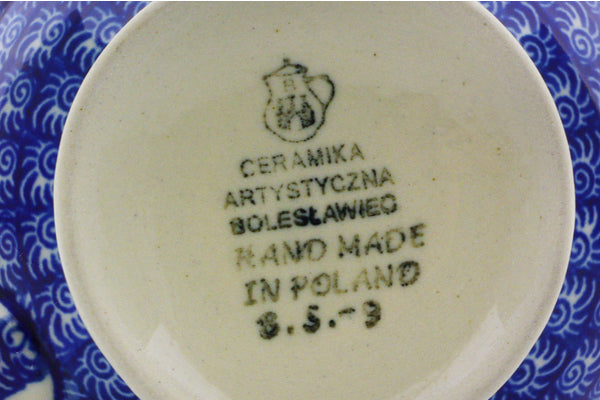 CERAMIKA
ARTYSTYCZNA
BOLESŁAWIEC
HAND MADE
IN POLAND